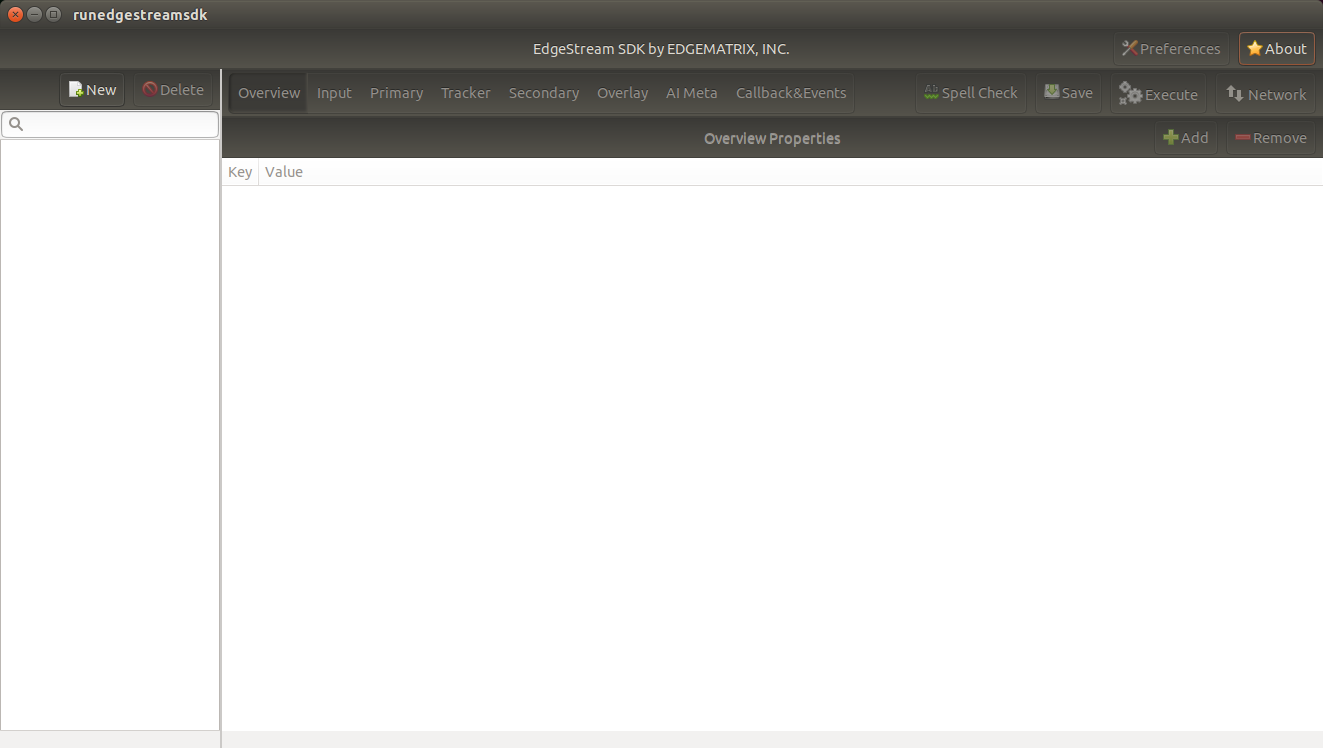 runedgestreamsdk
EdgeStream SDK by EDGEMATRIX, INC. Preferences About
New Delete Overview Input Primary Tracker Secondary Overlay AI Meta Callback&Events Spell Check Save Execute Network
Overview Properties Add Remove
Key Value